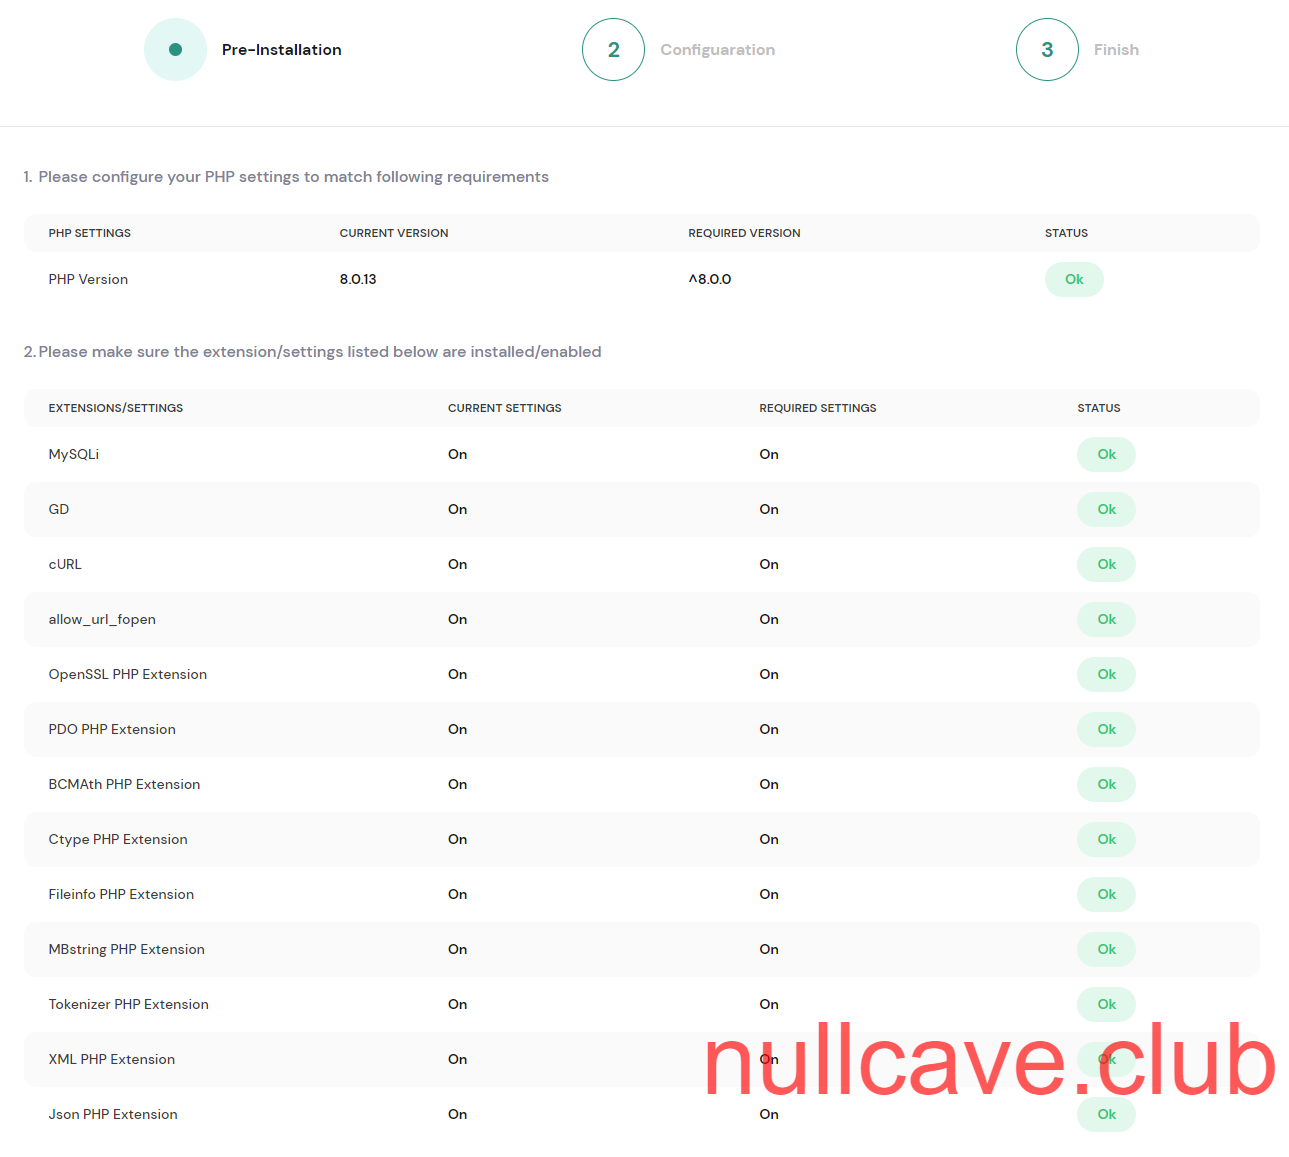 Pre-Installation
2 Configuaration
3 Finish
1. Please configure your PHP settings to match following requirements
PHP SETTINGS CURRENT VERSION REQUIRED VERSION STATUS
PHP Version 8.0.13 ^8.0.0 Ok
2. Please make sure the extension/settings listed below are installed/enabled
EXTENSIONS/SETTINGS CURRENT SETTINGS REQUIRED SETTINGS STATUS
MySQLi On On Ok
GD On On Ok
cURL On On Ok
allow_url_fopen On On Ok
OpenSSL PHP Extension On On Ok
PDO PHP Extension On On Ok
BCMAth PHP Extension On On Ok
Ctype PHP Extension On On Ok
Fileinfo PHP Extension On On Ok
MBstring PHP Extension On On Ok
Tokenizer PHP Extension On On Ok
XML PHP Extension On On Ok
nullcave.club
Json PHP Extension On On Ok